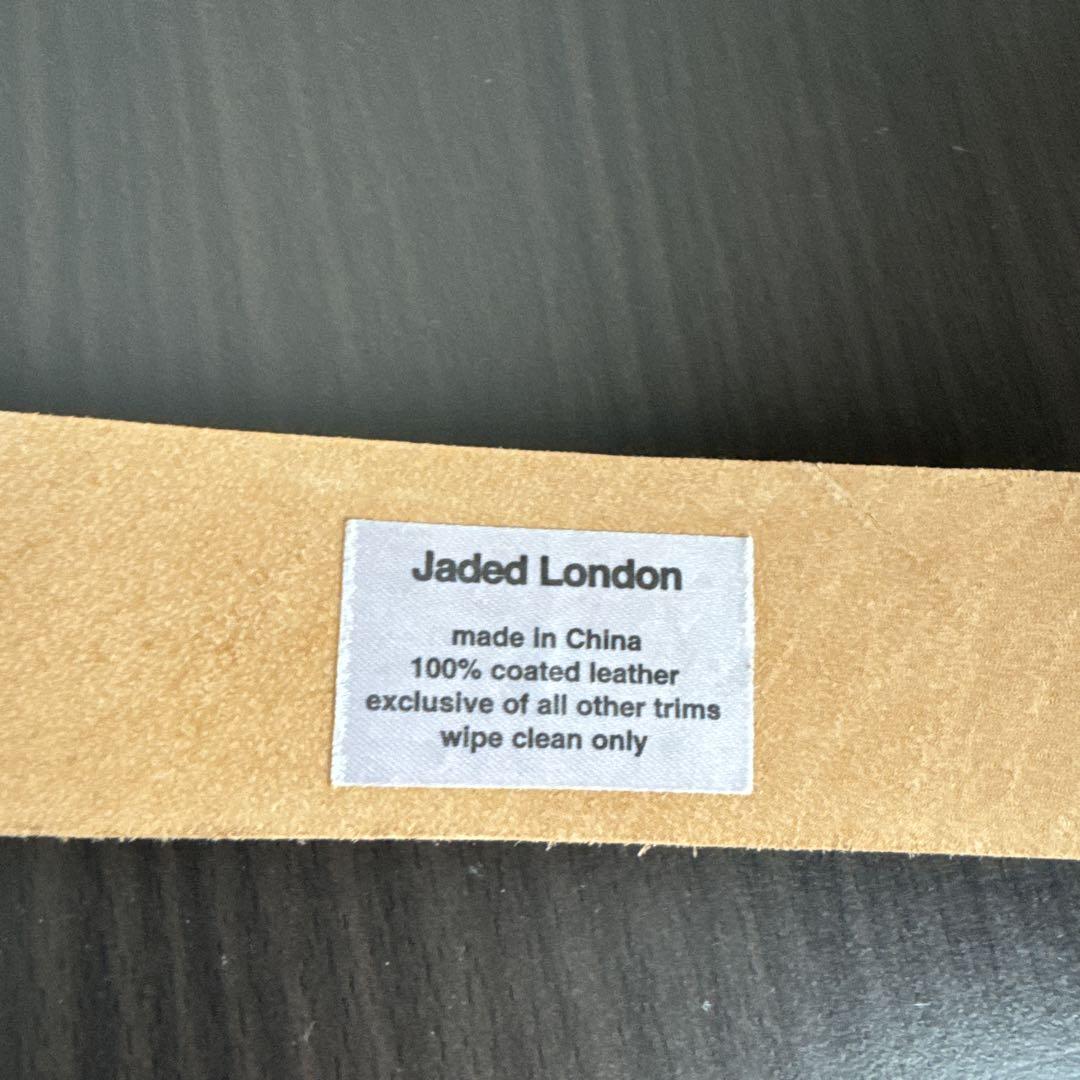 Jaded London
made in China
100% coated leather
exclusive of all other trims
wipe clean only